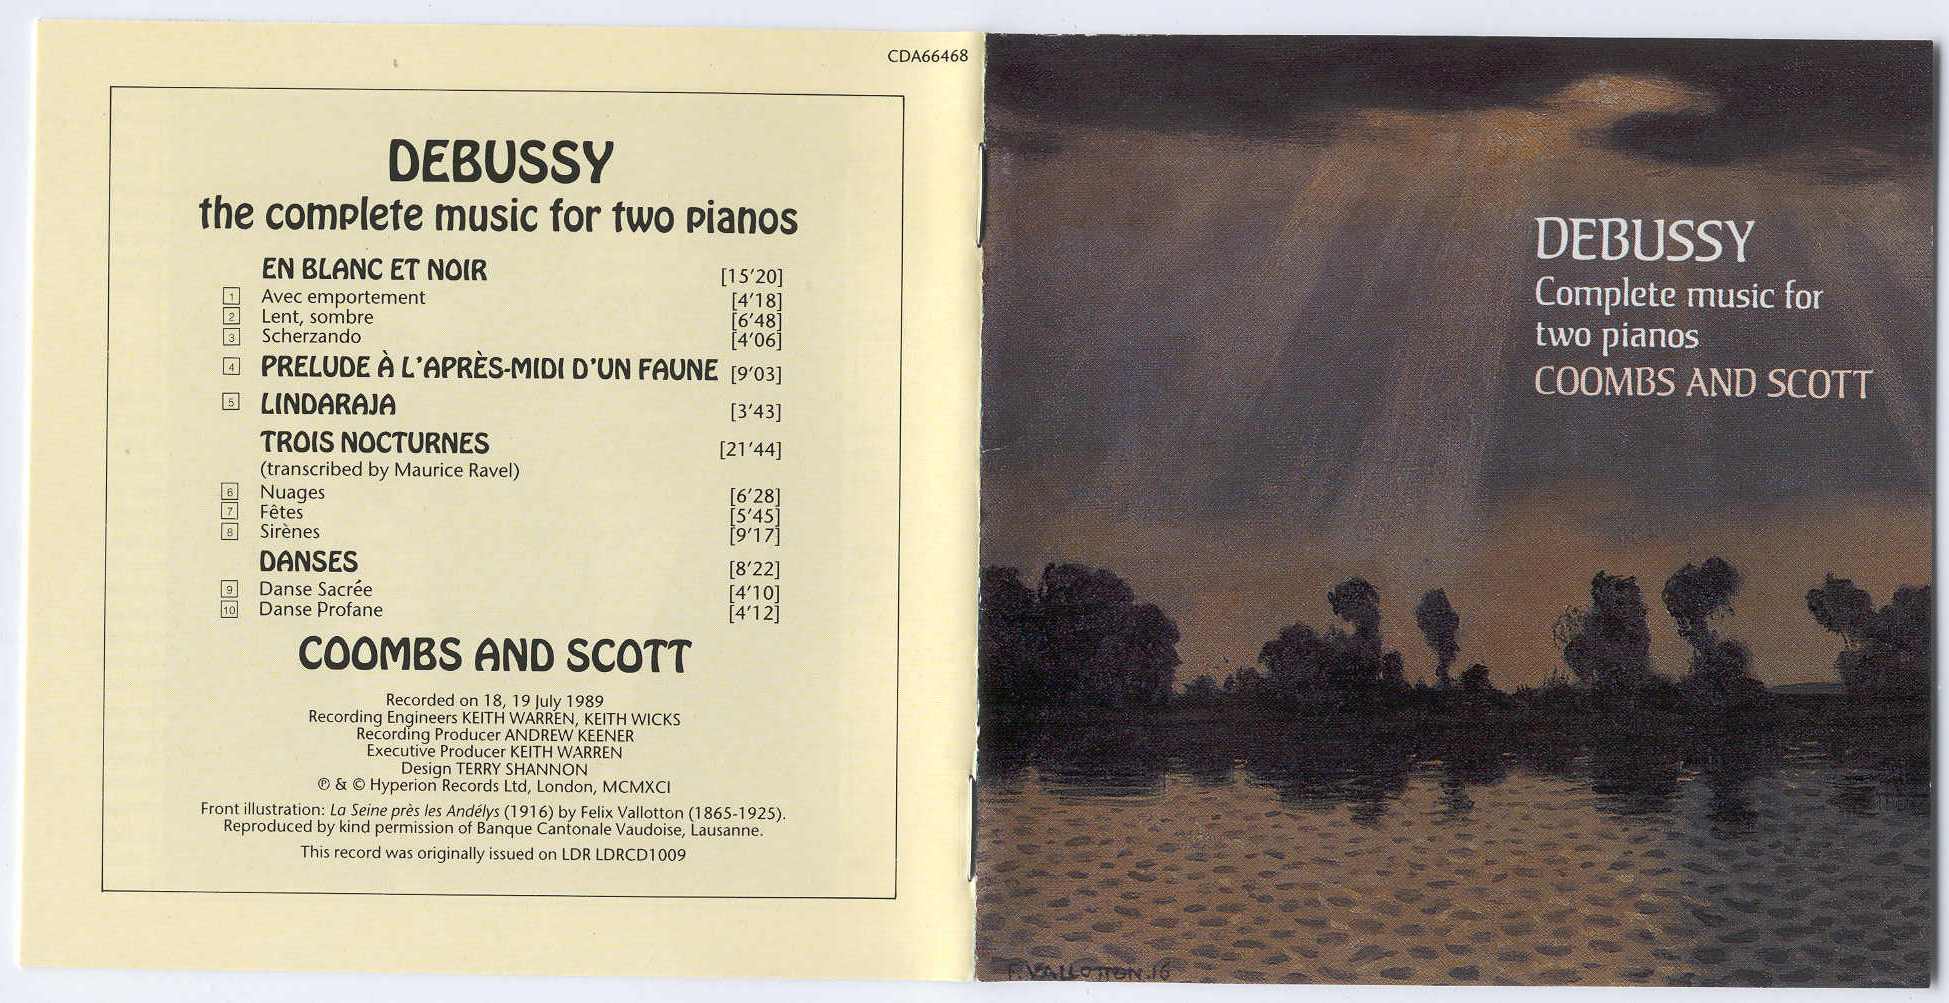 CDA66468
DEBUSSY
the complete music for two pianos
EN BLANC ET NOIR [15'20]
1 Avec emportement [4'18]
2 Lent, sombre [6'48]
3 Scherzando [4'06]
4 PRELUDE À L'APRÈS-MIDI D'UN FAUNE [9'03]
5 LINDARAJA [3'43]
TROIS NOCTURNES [21'44]
(transcribed by Maurice Ravel)
6 Nuages [6'28]
7 Fêtes [5'45]
8 Sirènes [9'17]
DANSES [8'22]
9 Danse Sacrée [4'10]
10 Danse Profane [4'12]
COOMBS AND SCOTT
Recorded on 18, 19 July 1989
Recording Engineers KEITH WARREN, KEITH WICKS
Recording Producer ANDREW KEENER
Executive Producer KEITH WARREN
Design TERRY SHANNON
℗ & © Hyperion Records Ltd, London, MCMXCI
Front illustration: La Seine près les Andélys (1916) by Felix Vallotton (1865-1925).
Reproduced by kind permission of Banque Cantonale Vaudoise, Lausanne.
This record was originally issued on LDR LDRCD1009
DEBUSSY
Complete music for
two pianos
COOMBS AND SCOTT
F. VALLOTTON.16